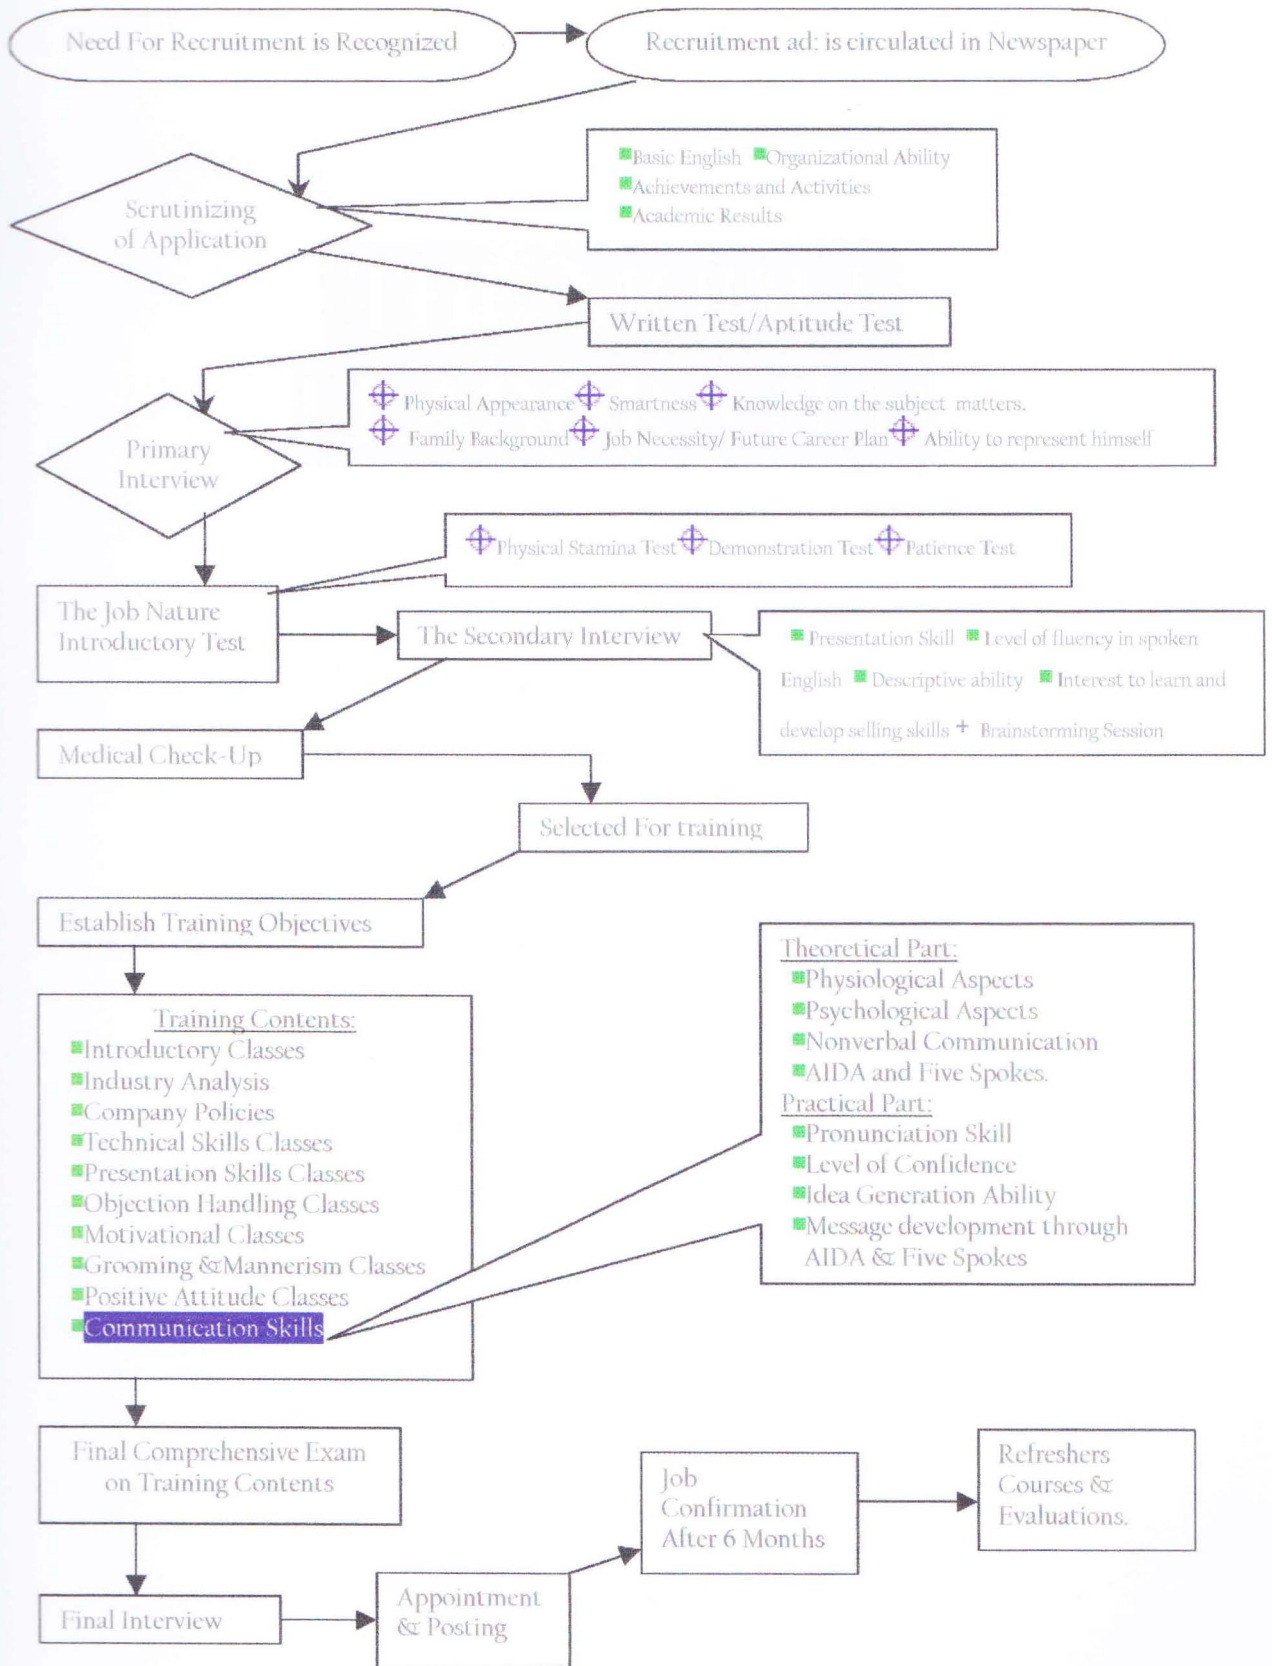 Need For Recruitment is Recognized
Recruitment ad: is circulated in Newspaper
Basic English Organizational Ability
Achievements and Activities
Academic Results
Scrutinizing
of Application
Written Test/Aptitude Test
Physical Appearance Smartness Knowledge on the subject matters.
Family Background Job Necessity/ Future Career Plan Ability to represent himself
Primary
Interview
Physical Stamina Test Demonstration Test Patience Test
The Job Nature
Introductory Test
The Secondary Interview
Presentation Skill Level of fluency in spoken
English Descriptive ability Interest to learn and
develop selling skills + Brainstorming Session
Medical Check-Up
Selected For training
Establish Training Objectives
Training Contents:
Introductory Classes
Industry Analysis
Company Policies
Technical Skills Classes
Presentation Skills Classes
Objection Handling Classes
Motivational Classes
Grooming &Mannerism Classes
Positive Attitude Classes
Communication Skills
Theoretical Part:
Physiological Aspects
Psychological Aspects
Nonverbal Communication
AIDA and Five Spokes.
Practical Part:
Pronunciation Skill
Level of Confidence
Idea Generation Ability
Message development through
AIDA & Five Spokes
Final Comprehensive Exam
on Training Contents
Final Interview
Appointment
& Posting
Job
Confirmation
After 6 Months
Refreshers
Courses &
Evaluations.